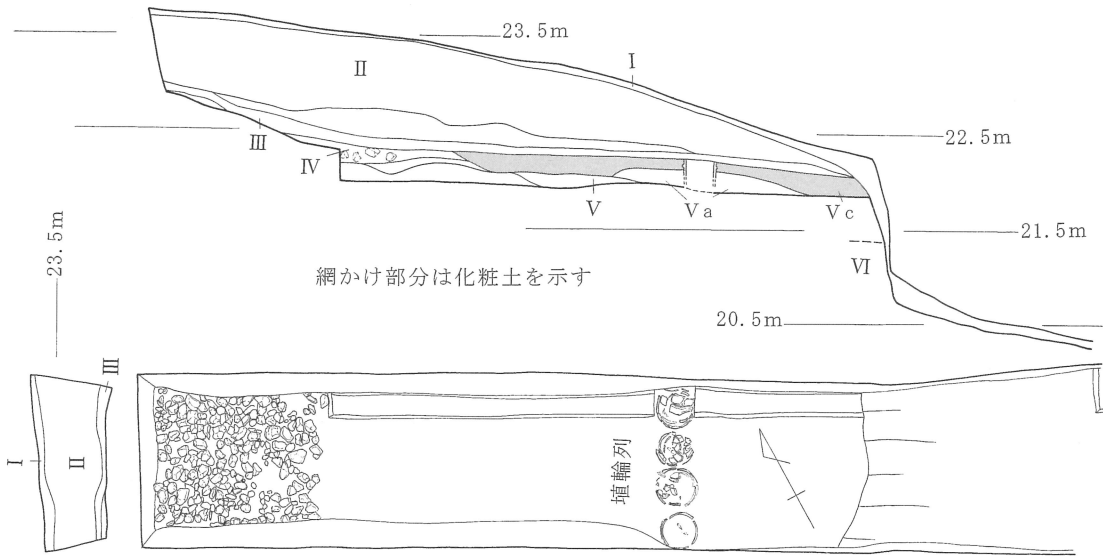 23.5m
I
II
22.5m
III
IV
V
Va
Vc
21.5m
VI
23.5m
網かけ部分は化粧土を示す
20.5m
III
I
II
埴輪列